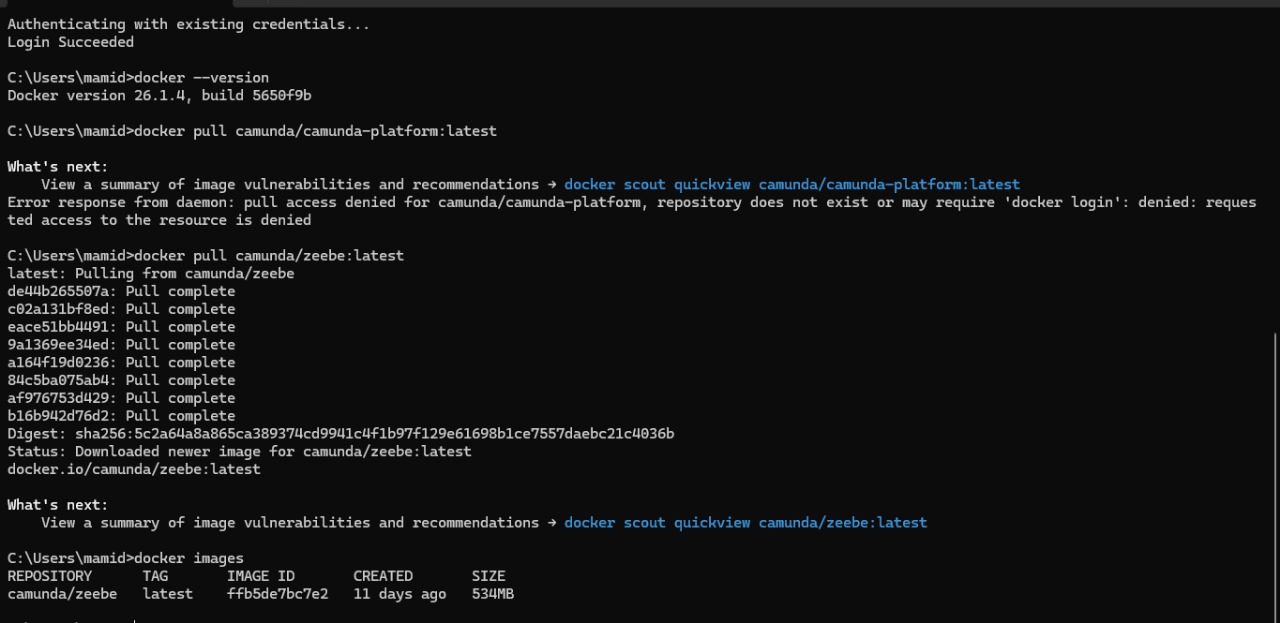 Authenticating with existing credentials...
Login Succeeded
C:\Users\mamid>docker --version
Docker version 26.1.4, build 5650f9b
C:\Users\mamid>docker pull camunda/camunda-platform:latest
What's next:
View a summary of image vulnerabilities and recommendations → docker scout quickview camunda/camunda-platform:latest
Error response from daemon: pull access denied for camunda/camunda-platform, repository does not exist or may require 'docker login': denied: reques
ted access to the resource is denied
C:\Users\mamid>docker pull camunda/zeebe:latest
latest: Pulling from camunda/zeebe
de44b265507a: Pull complete
c02a131bf8ed: Pull complete
eace51bb4491: Pull complete
9a1369ee34ed: Pull complete
a164f19d0236: Pull complete
84c5ba075ab4: Pull complete
af976753d429: Pull complete
b16b942d76d2: Pull complete
Digest: sha256:5c2a64a8a865ca389374cd9941c4f1b97f129e61698b1ce7557daebc21c4036b
Status: Downloaded newer image for camunda/zeebe:latest
docker.io/camunda/zeebe:latest
What's next:
View a summary of image vulnerabilities and recommendations → docker scout quickview camunda/zeebe:latest
C:\Users\mamid>docker images
REPOSITORY TAG IMAGE ID CREATED SIZE
camunda/zeebe latest ffb5de7bc7e2 11 days ago 534MB